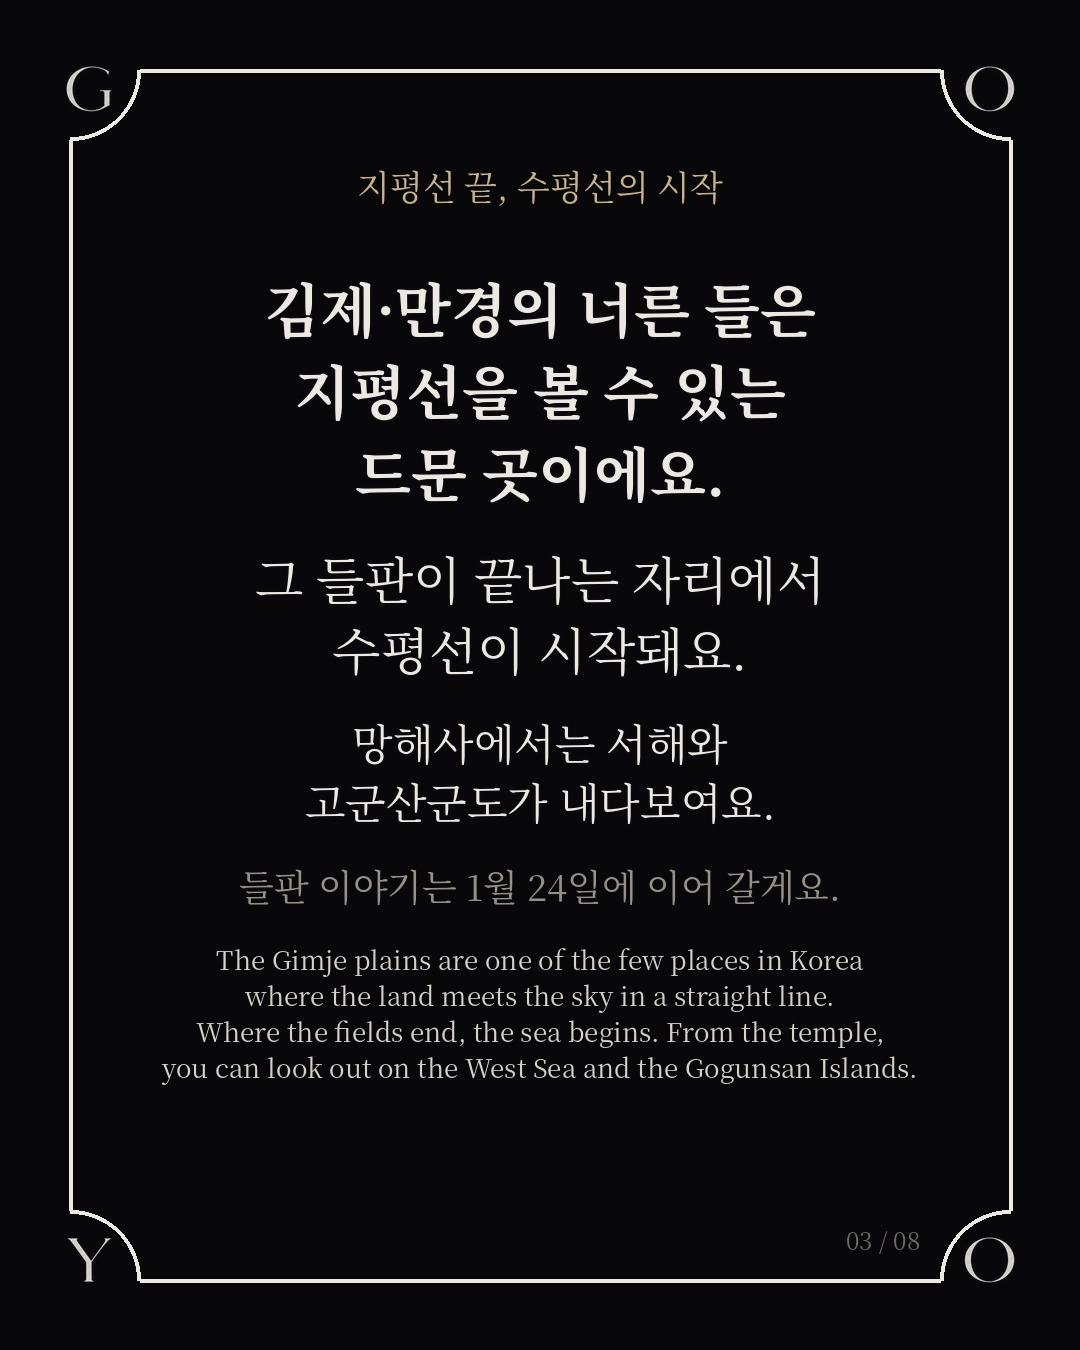 G O
지평선 끝, 수평선의 시작
김제·만경의 너른 들은
지평선을 볼 수 있는
드문 곳이에요.
그 들판이 끝나는 자리에서
수평선이 시작돼요.
망해사에서는 서해와
고군산군도가 내다보여요.
들판 이야기는 1월 24일에 이어 갈게요.
The Gimje plains are one of the few places in Korea
where the land meets the sky in a straight line.
Where the fields end, the sea begins. From the temple,
you can look out on the West Sea and the Gogunsan Islands.
03 / 08
Y O